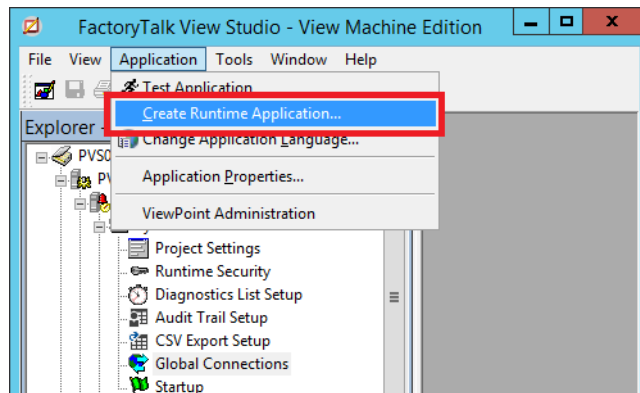 FactoryTalk View Studio - View Machine Edition
File View Application Tools Window Help
Test Application
Create Runtime Application...
Explorer -
Change Application Language...
PVS0
Application Properties...
ViewPoint Administration
Project Settings
Runtime Security
Diagnostics List Setup
Audit Trail Setup
CSV Export Setup
Global Connections
Startup